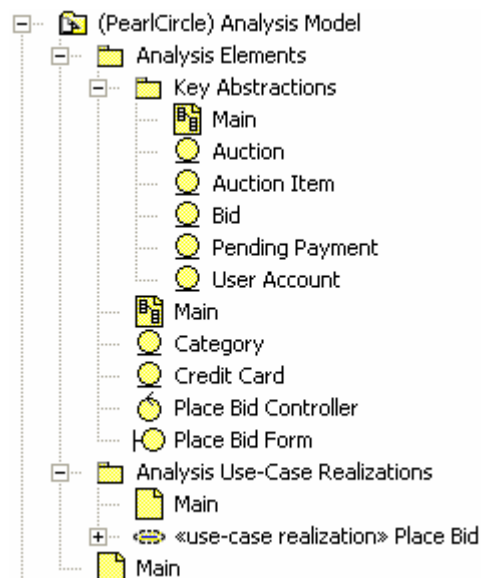 (PearlCircle) Analysis Model
Analysis Elements
Key Abstractions
Main
Auction
Auction Item
Bid
Pending Payment
User Account
Main
Category
Credit Card
Place Bid Controller
Place Bid Form
Analysis Use-Case Realizations
Main
«use-case realization» Place Bid
Main